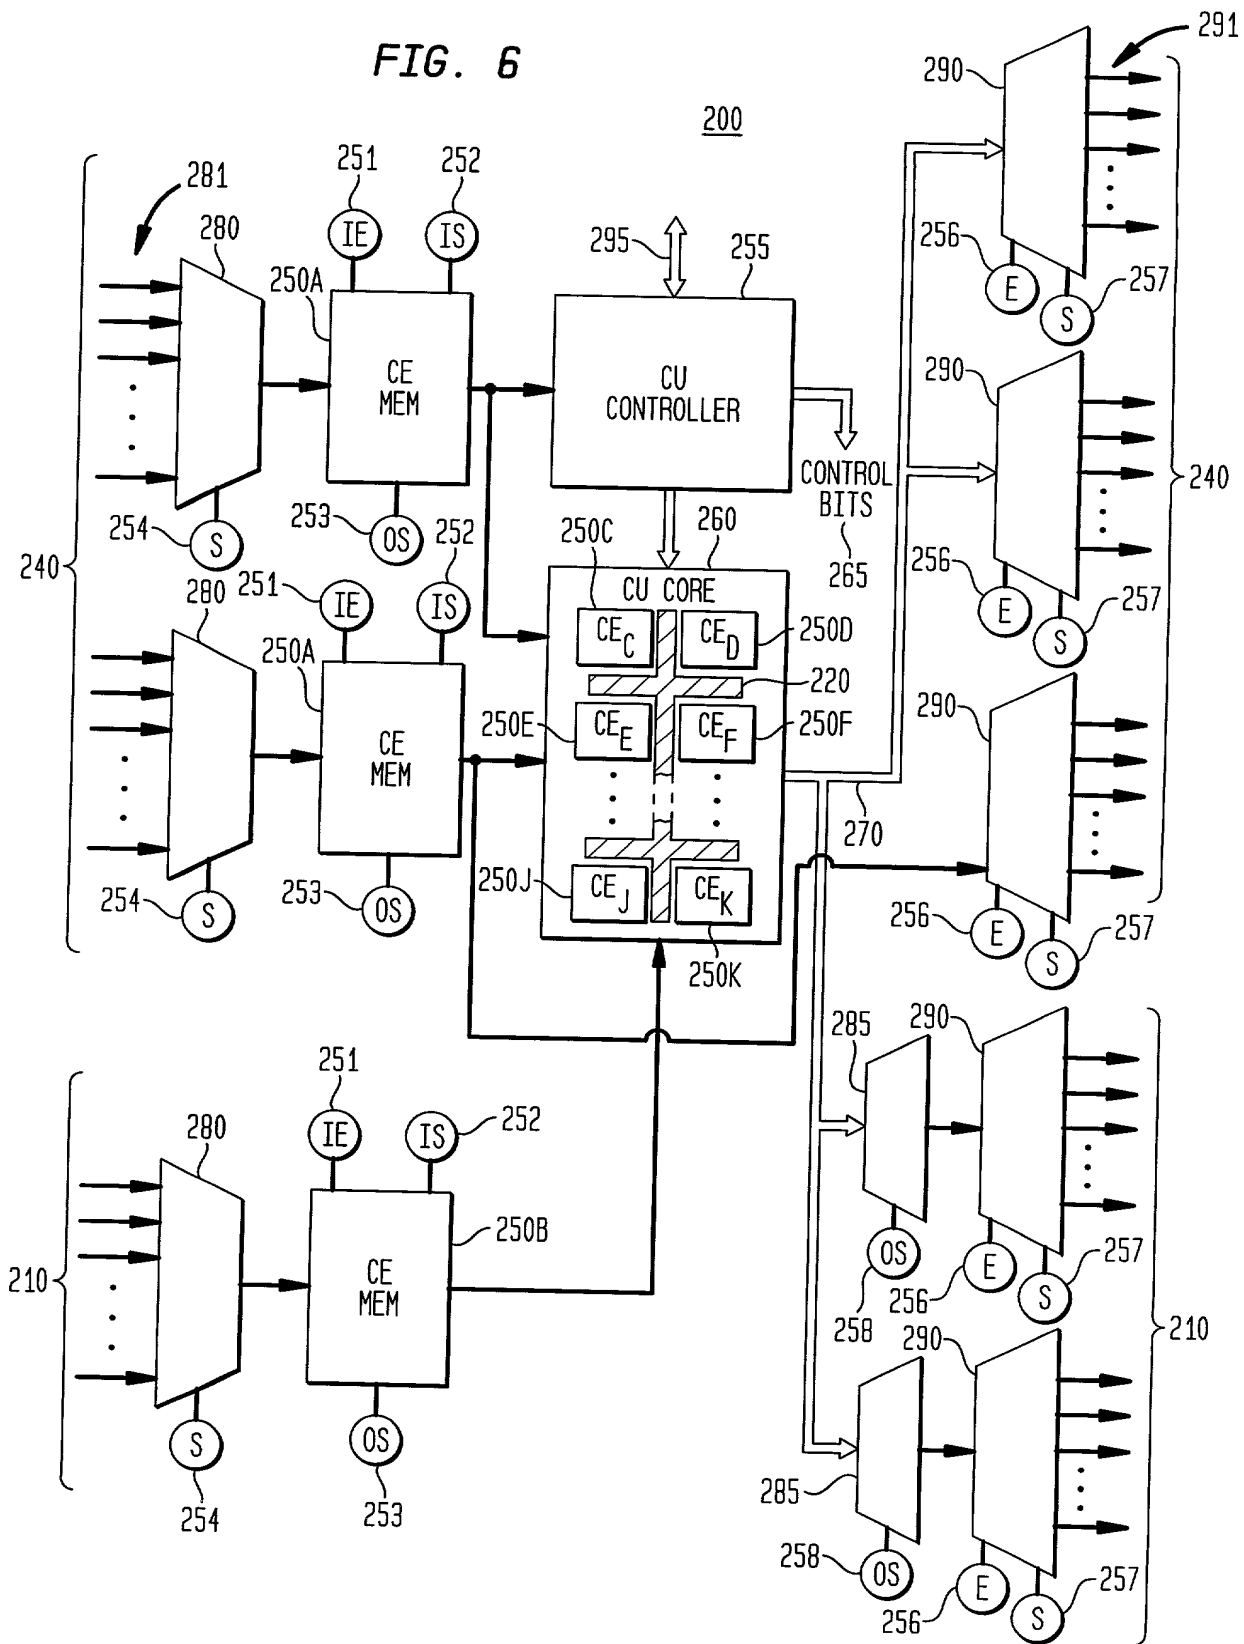 FIG. 6
200
291
290
281
280
251
252
IE
IS
250A
CE
MEM
295
255
CU
CONTROLLER
256
E
S
257
254
S
253
OS
252
CONTROL
BITS
265
290
240
240
250C
260
CU CORE
256
E
S
257
280
251
IE
IS
250A
CE
MEM
CE C
CE D
250D
220
250E
CE E
CE F
250F
290
270
254
S
253
OS
250J
CE J
CE K
250K
256
E
S
257
285
290
251
252
280
IE
IS
250B
CE
MEM
210
OS
258
256
E
S
257
210
290
254
S
253
OS
285
258
OS
256
E
S
257